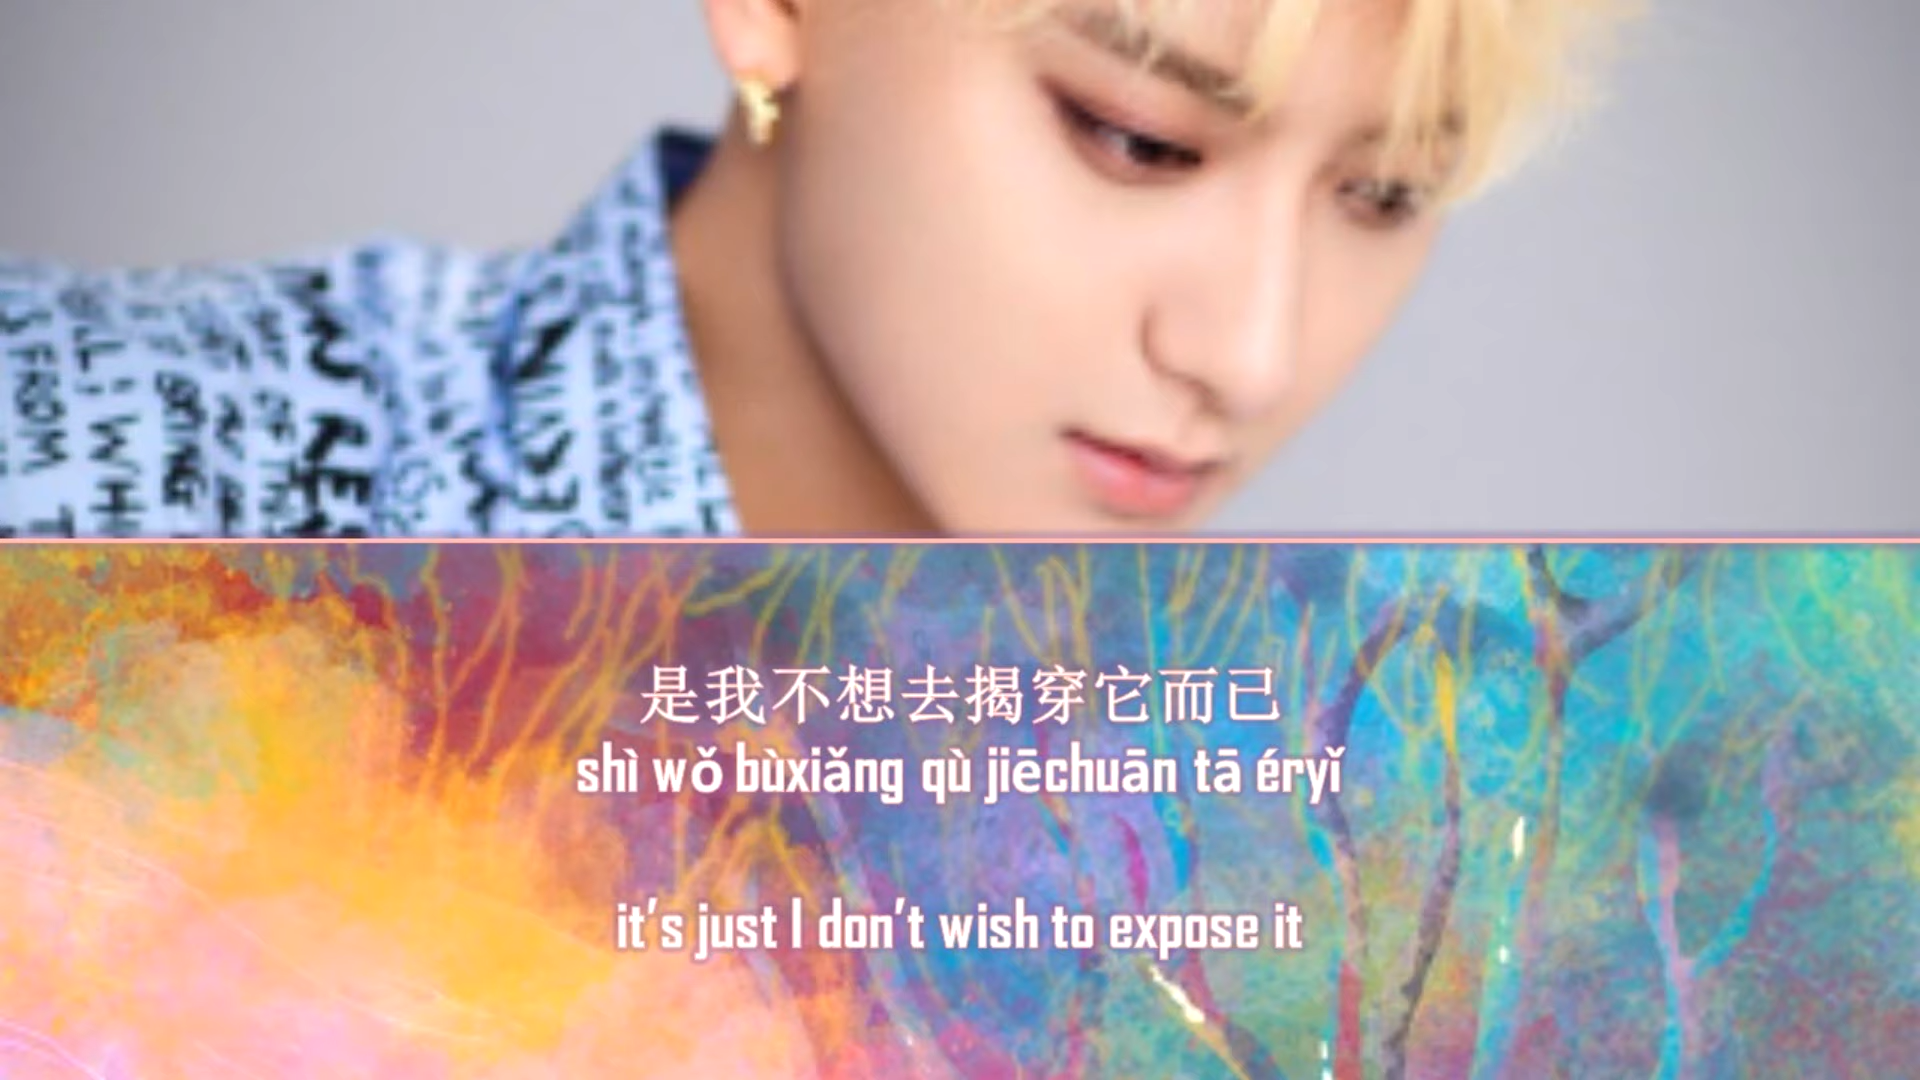 是我不想去揭穿它而已
shì wǒ bùxiǎng qù jiēchuān tā éryǐ
it's just I don't wish to expose it